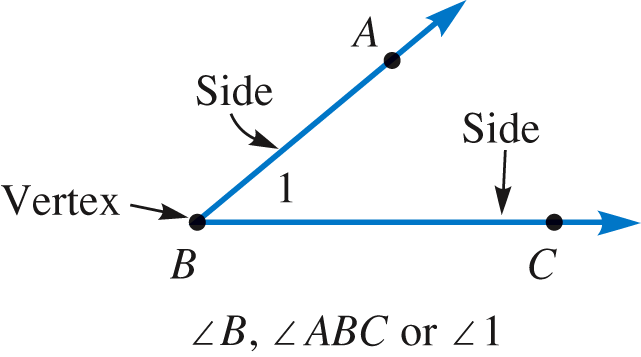 A
Side
Side
1
Vertex
B
C
∠B, ∠ABC or ∠1